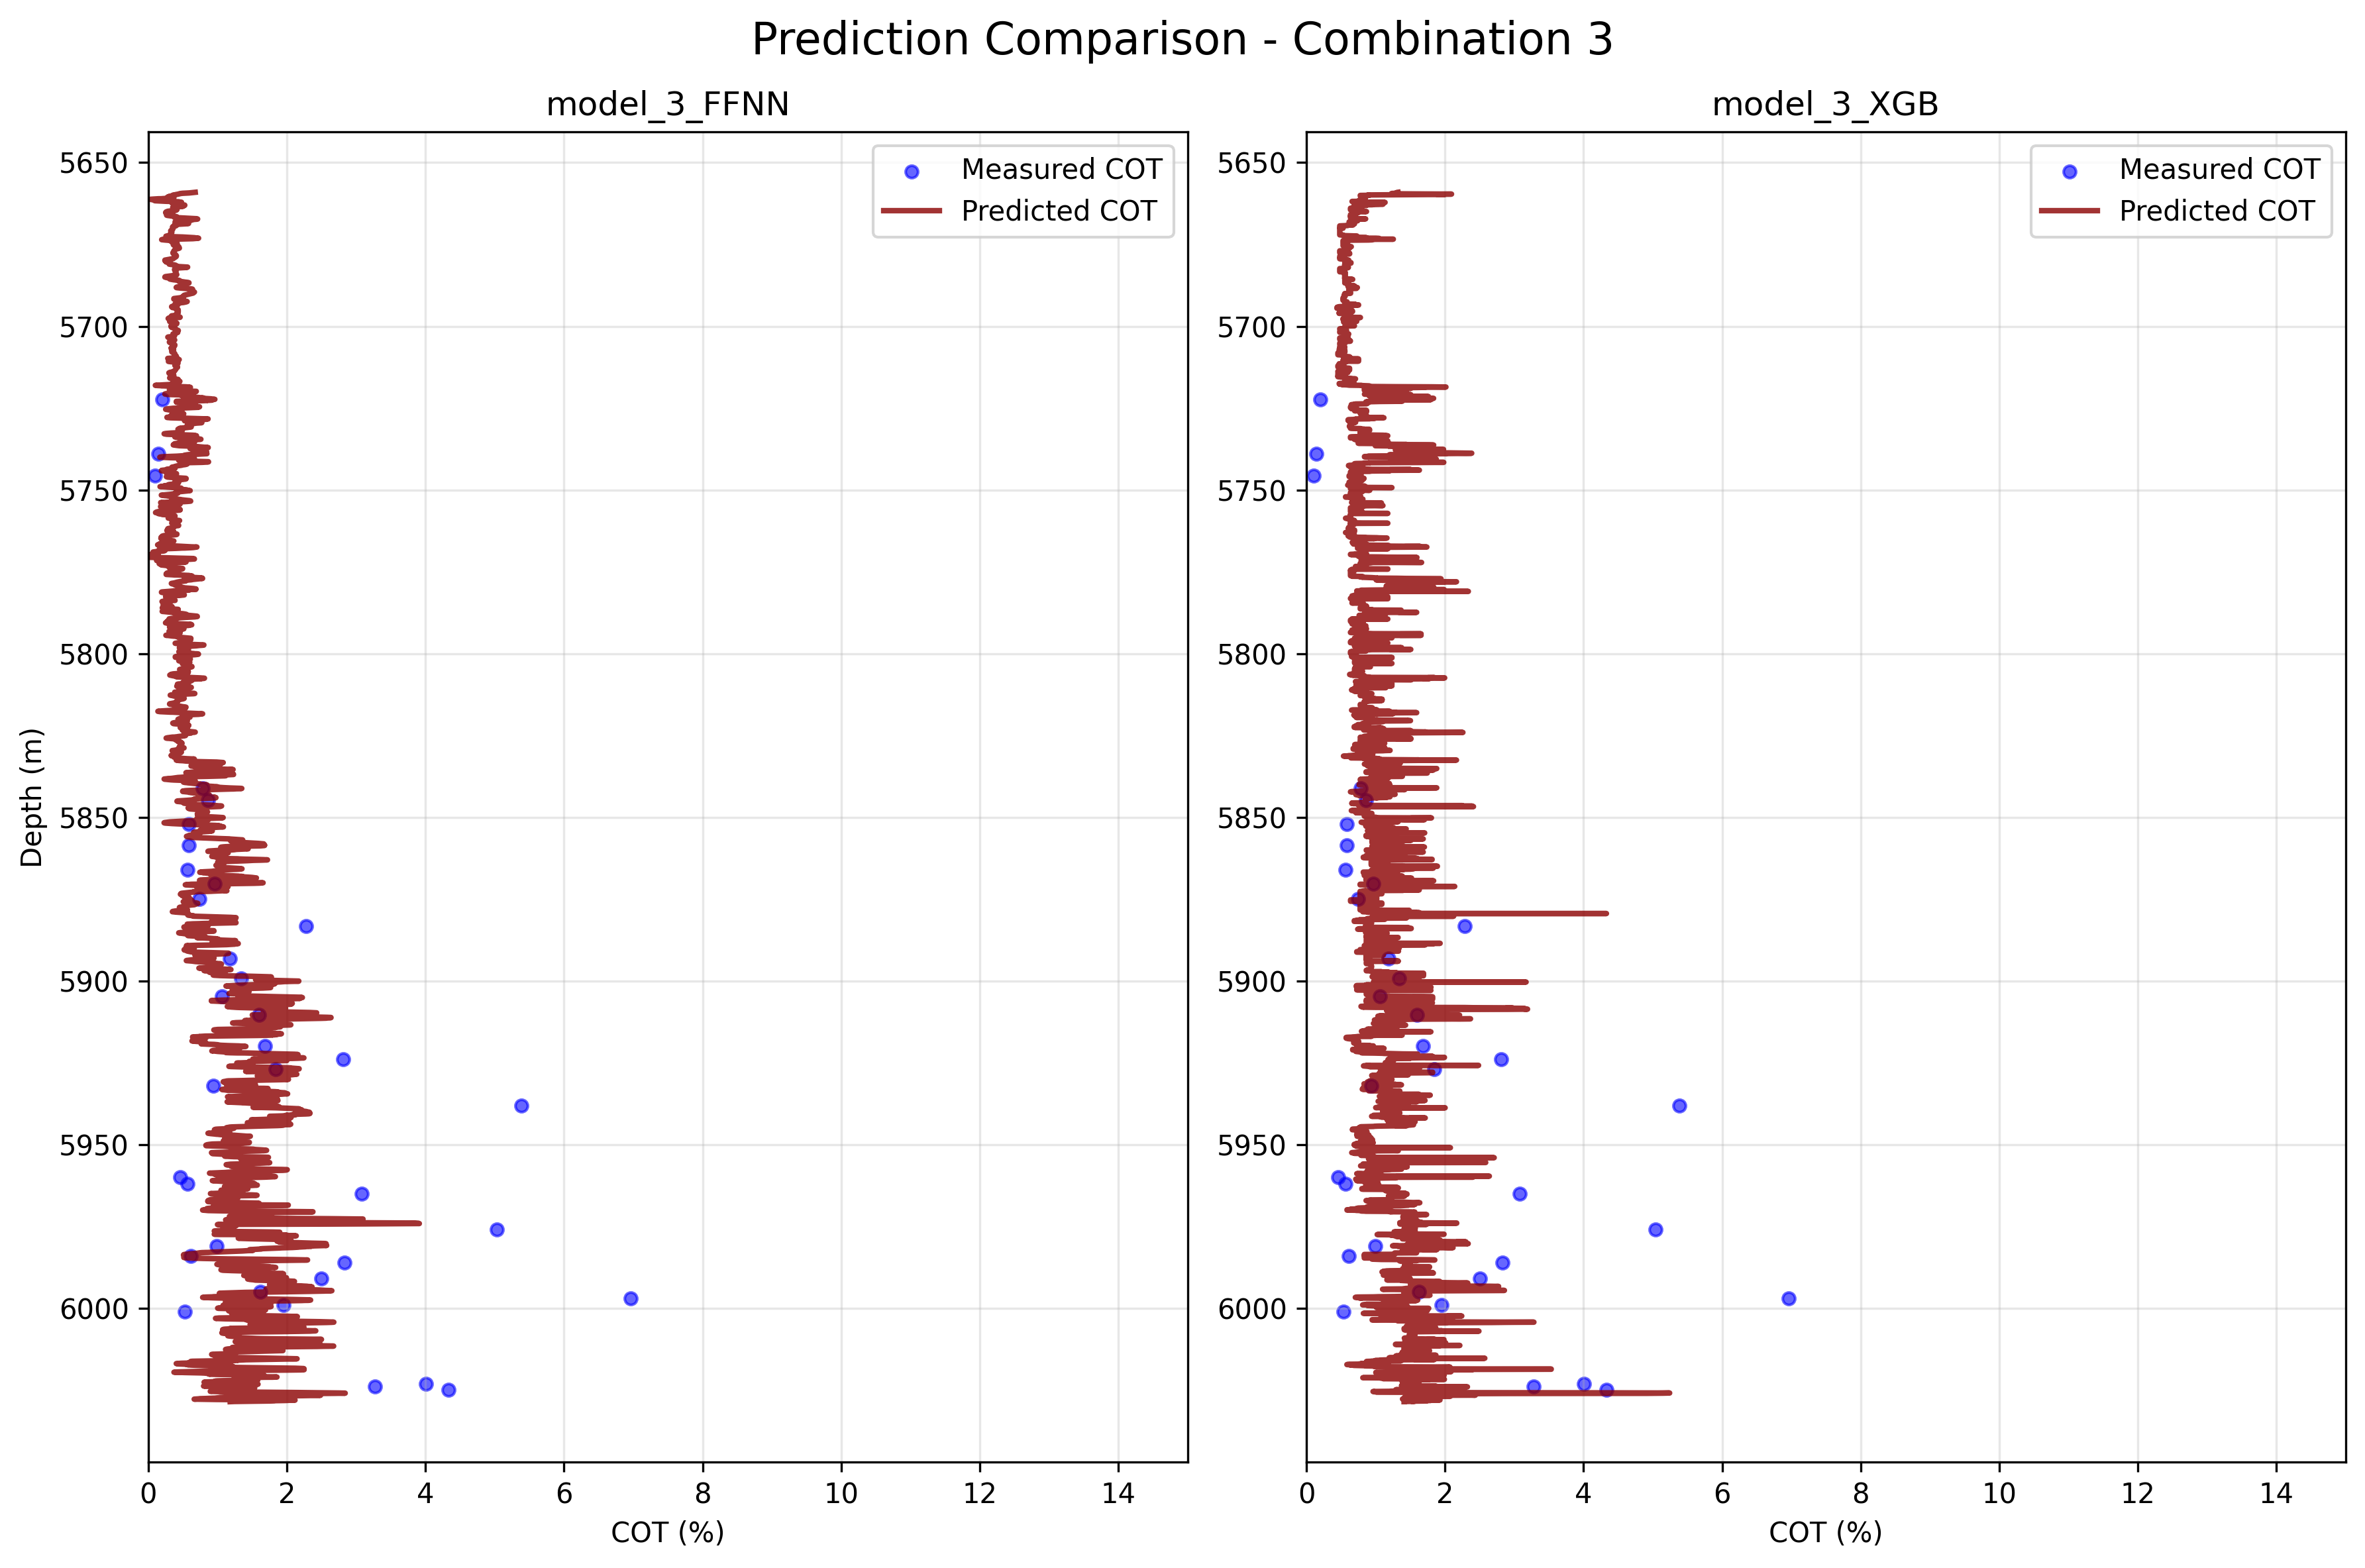 Prediction Comparison - Combination 3
model_3_FFNN
Measured COT
Predicted COT
5650
5700
5750
5800
5850
5900
5950
6000
Depth (m)
0 2 4 6 8 10 12 14
COT (%)
model_3_XGB
Measured COT
Predicted COT
5650
5700
5750
5800
5850
5900
5950
6000
0 2 4 6 8 10 12 14
COT (%)